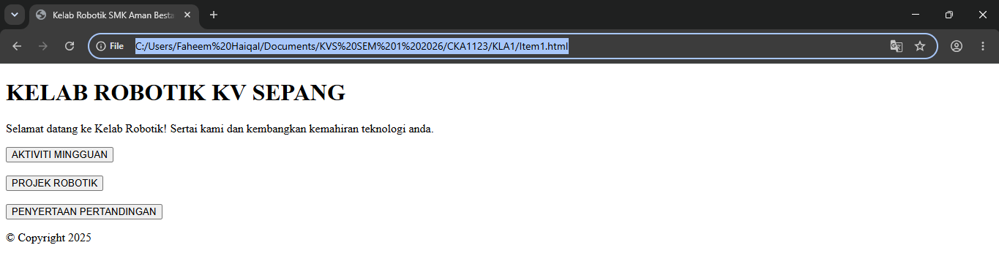 Kelab Robotik SMK Aman Besta
File C:/Users/Faheem%20Haiqal/Documents/KVS%20SEM%201%202026/CKA1123/KLA1/Item1.html
KELAB ROBOTIK KV SEPANG
Selamat datang ke Kelab Robotik! Sertai kami dan kembangkan kemahiran teknologi anda.
AKTIVITI MINGGUAN
PROJEK ROBOTIK
PENYERTAAN PERTANDINGAN
© Copyright 2025